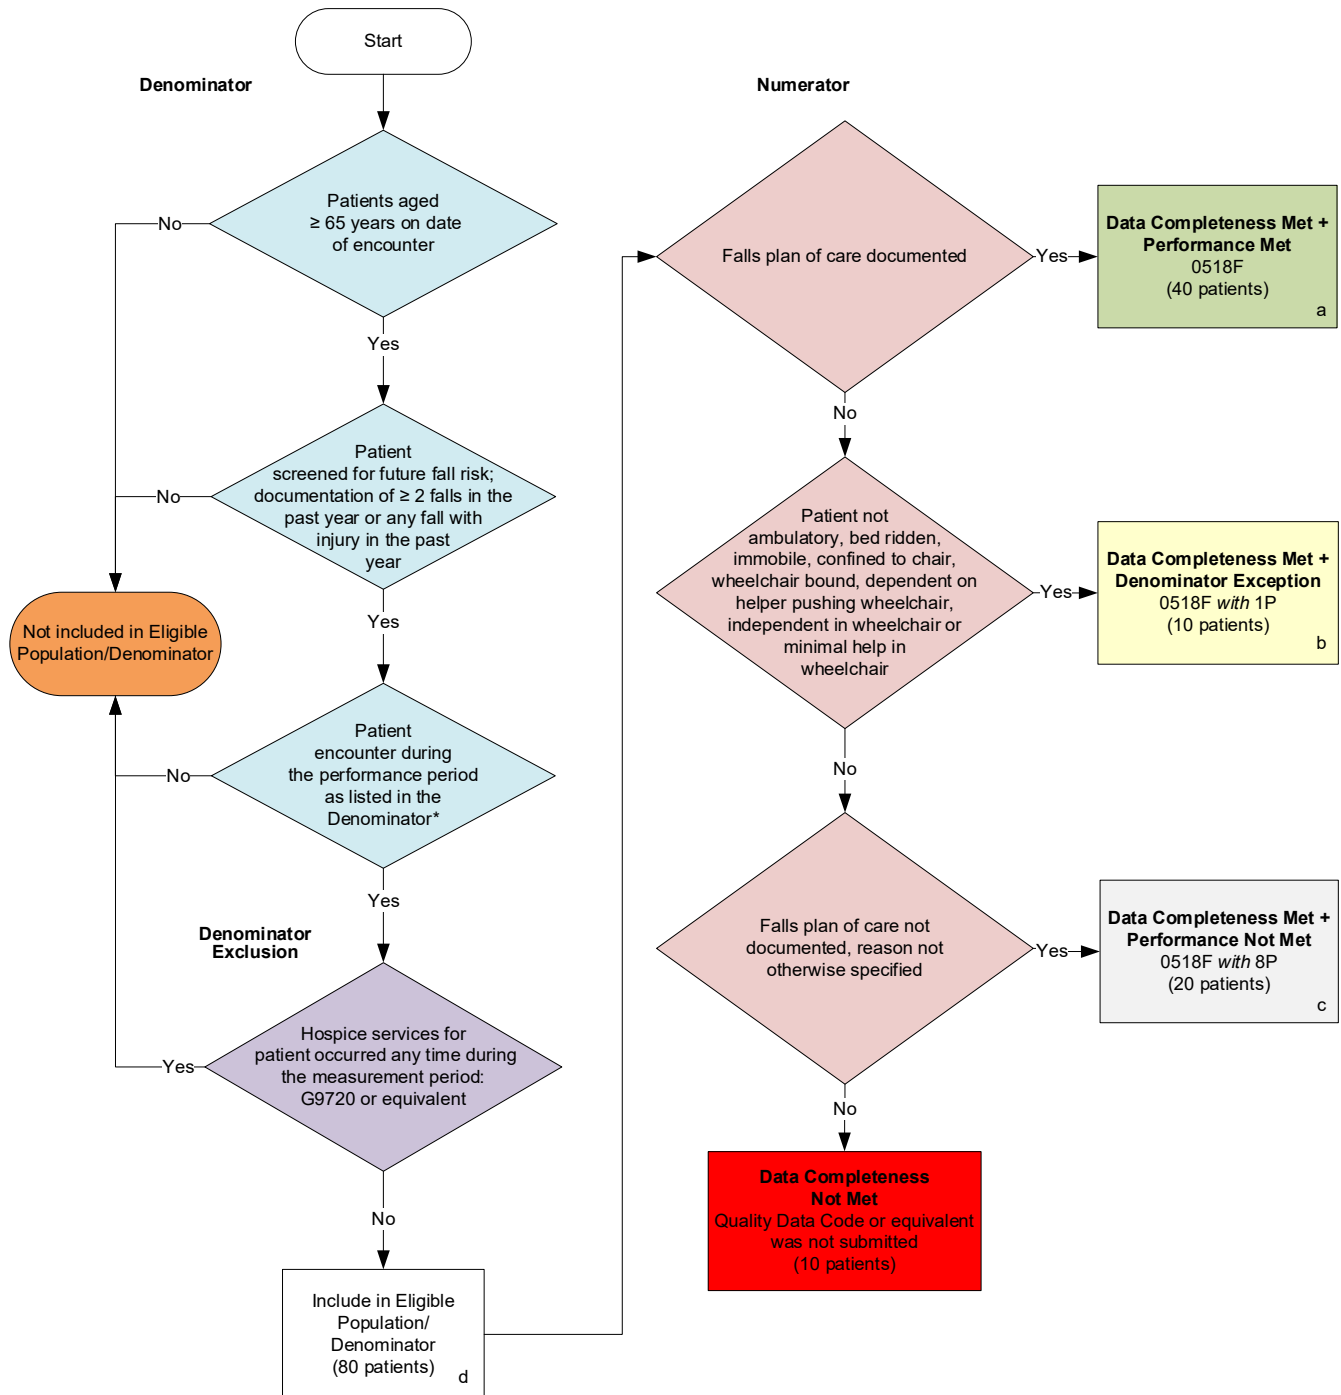 Start
Denominator
Patients aged
≥ 65 years on date
of encounter
No
Yes
Patient
screened for future fall risk;
documentation of ≥ 2 falls in the
past year or any fall with
injury in the past
year
No
Yes
Not included in Eligible
Population/Denominator
Patient
encounter during
the performance period
as listed in the
Denominator*
No
Yes
Denominator
Exclusion
Hospice services for
patient occurred any time during
the measurement period:
G9720 or equivalent
Yes
No
Include in Eligible
Population/
Denominator
(80 patients)
d
Numerator
Falls plan of care documented
Yes
Data Completeness Met +
Performance Met
0518F
(40 patients)
a
No
Patient not
ambulatory, bed ridden,
immobile, confined to chair,
wheelchair bound, dependent on
helper pushing wheelchair,
independent in wheelchair or
minimal help in
wheelchair
Yes
Data Completeness Met +
Denominator Exception
0518F with 1P
(10 patients)
b
No
Falls plan of care not
documented, reason not
otherwise specified
Yes
Data Completeness Met +
Performance Not Met
0518F with 8P
(20 patients)
c
No
Data Completeness
Not Met
Quality Data Code or equivalent
was not submitted
(10 patients)